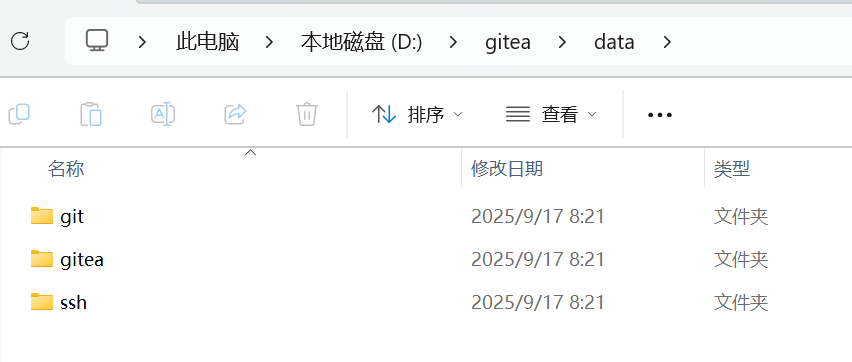 此电脑 本地磁盘 (D:) gitea data
排序 查看
名称 修改日期 类型
git 2025/9/17 8:21 文件夹
gitea 2025/9/17 8:21 文件夹
ssh 2025/9/17 8:21 文件夹